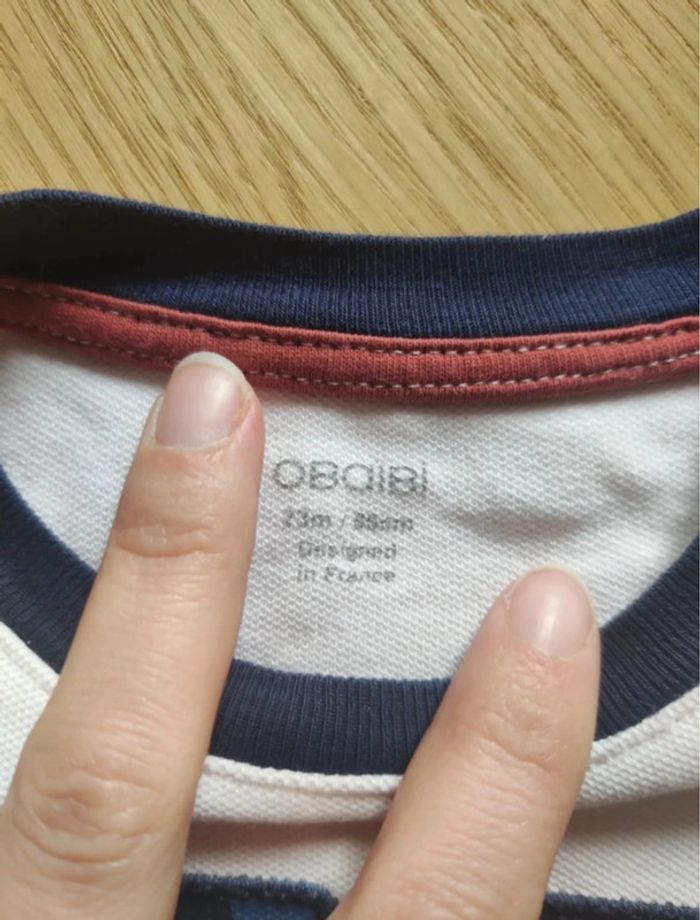 OBaIBi
23m / 86cm
Designed
in France